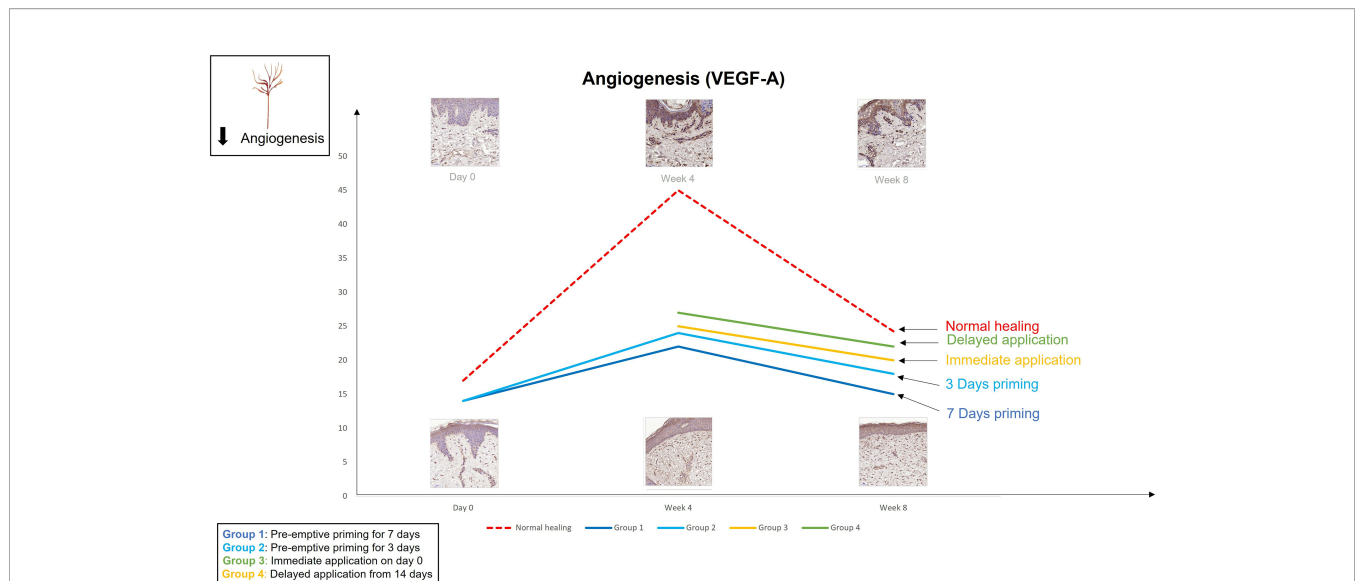 Angiogenesis (VEGF-A)
⬇ Angiogenesis
Day 0
Week 4
Week 8
50
45
40
35
30
25
20
15
10
5
0
Normal healing
Delayed application
Immediate application
3 Days priming
7 Days priming
Day 0
Week 4
Week 8
Normal healing
Group 1
Group 2
Group 3
Group 4
Group 1: Pre-emptive priming for 7 days
Group 2: Pre-emptive priming for 3 days
Group 3: Immediate application on day 0
Group 4: Delayed application from 14 days